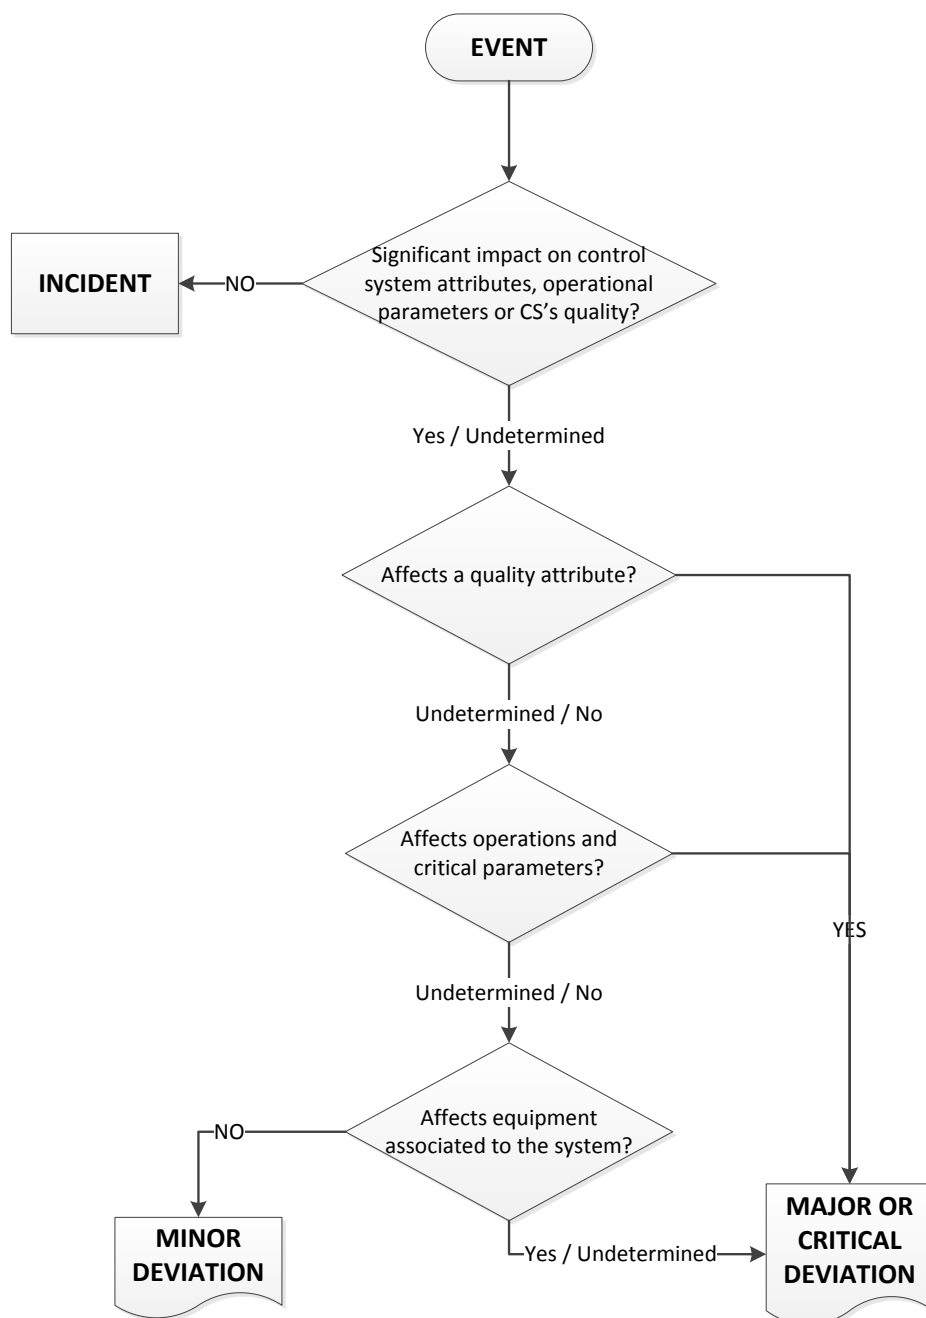 EVENT
Significant impact on control
system attributes, operational
parameters or CS's quality?
NO
INCIDENT
Yes / Undetermined
Affects a quality attribute?
Undetermined / No
Affects operations and
critical parameters?
YES
Undetermined / No
Affects equipment
associated to the system?
NO
MINOR
DEVIATION
Yes / Undetermined
MAJOR OR
CRITICAL
DEVIATION